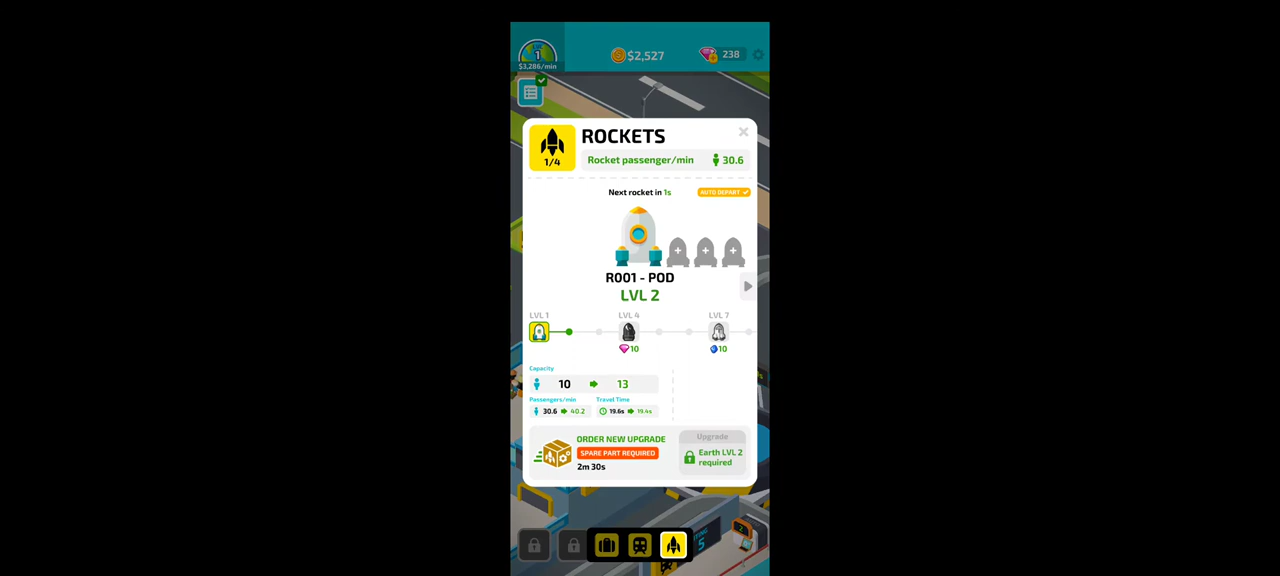 1
$3,286/min
$2,527
238
ROCKETS
1/4
Rocket passenger/min
30.6
Next rocket in 1s
AUTO DEPART
R001 - POD
LVL 2
LVL 1
LVL 4
LVL 7
10
10
Capacity
10
13
Passengers/min
Travel Time
30.6
40.2
19.6s
19.4s
ORDER NEW UPGRADE
SPARE PART REQUIRED
2m 30s
Upgrade
Earth LVL 2
required
5
2